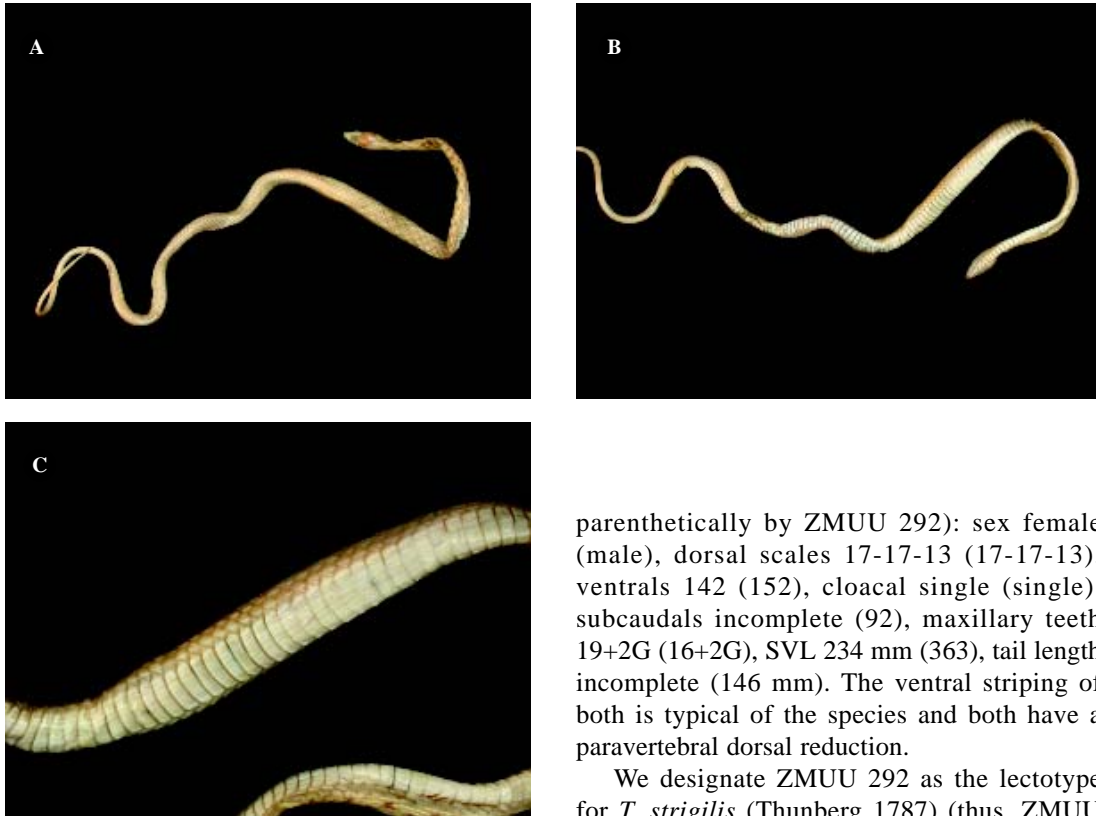 A
B
C
parenthetically by ZMUU 292): sex female
(male), dorsal scales 17-17-13 (17-17-13)
ventrals 142 (152), cloacal single (single)
subcaudals incomplete (92), maxillary teeth
19+2G (16+2G), SVL 234 mm (363), tail length
incomplete (146 mm). The ventral striping of
both is typical of the species and both have a
paravertebral dorsal reduction.
We designate ZMUU 292 as the lectotype
for T. strigilis (Thunberg 1787) (thus, ZMUU